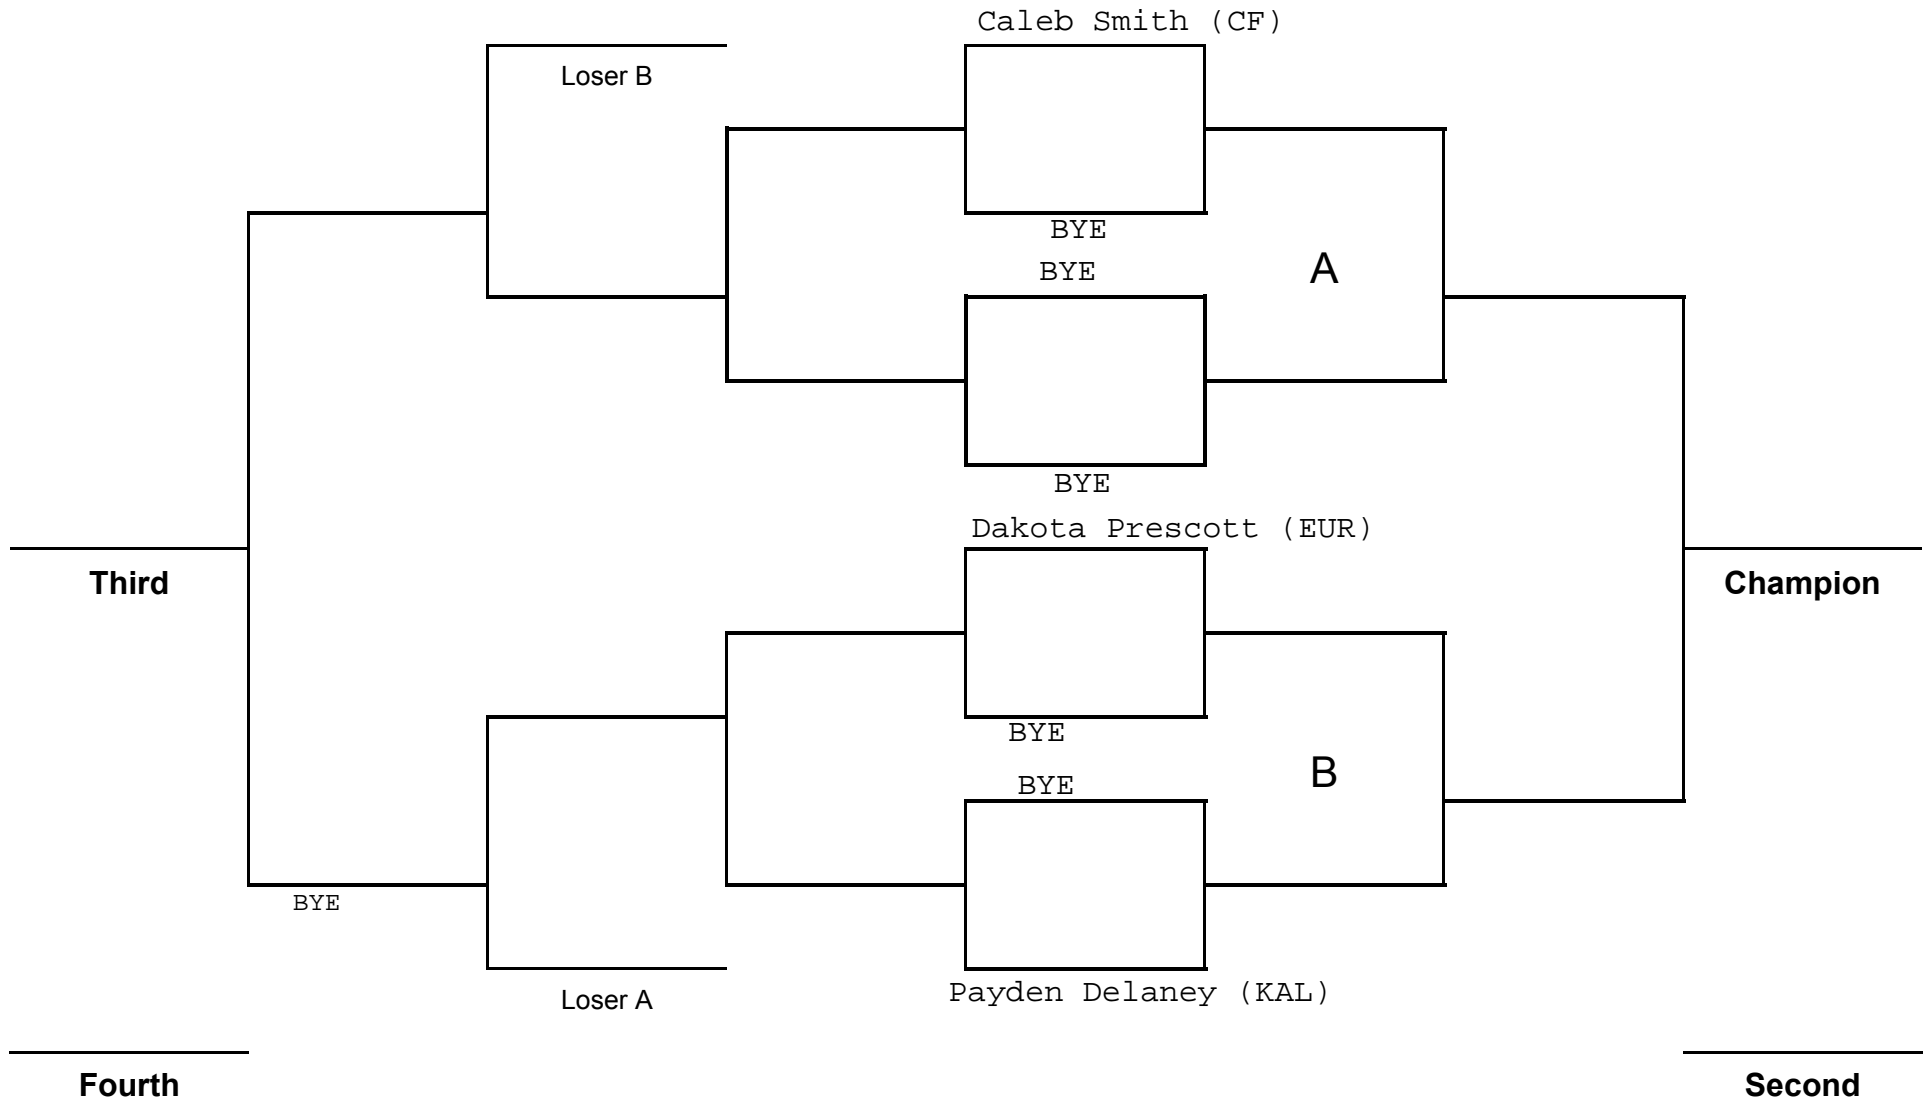 Caleb Smith (CF)
Loser B
BYE
BYE
A
BYE
Dakota Prescott (EUR)
Third
Champion
BYE
BYE
B
BYE
Payden Delaney (KAL)
Loser A
Fourth
Second